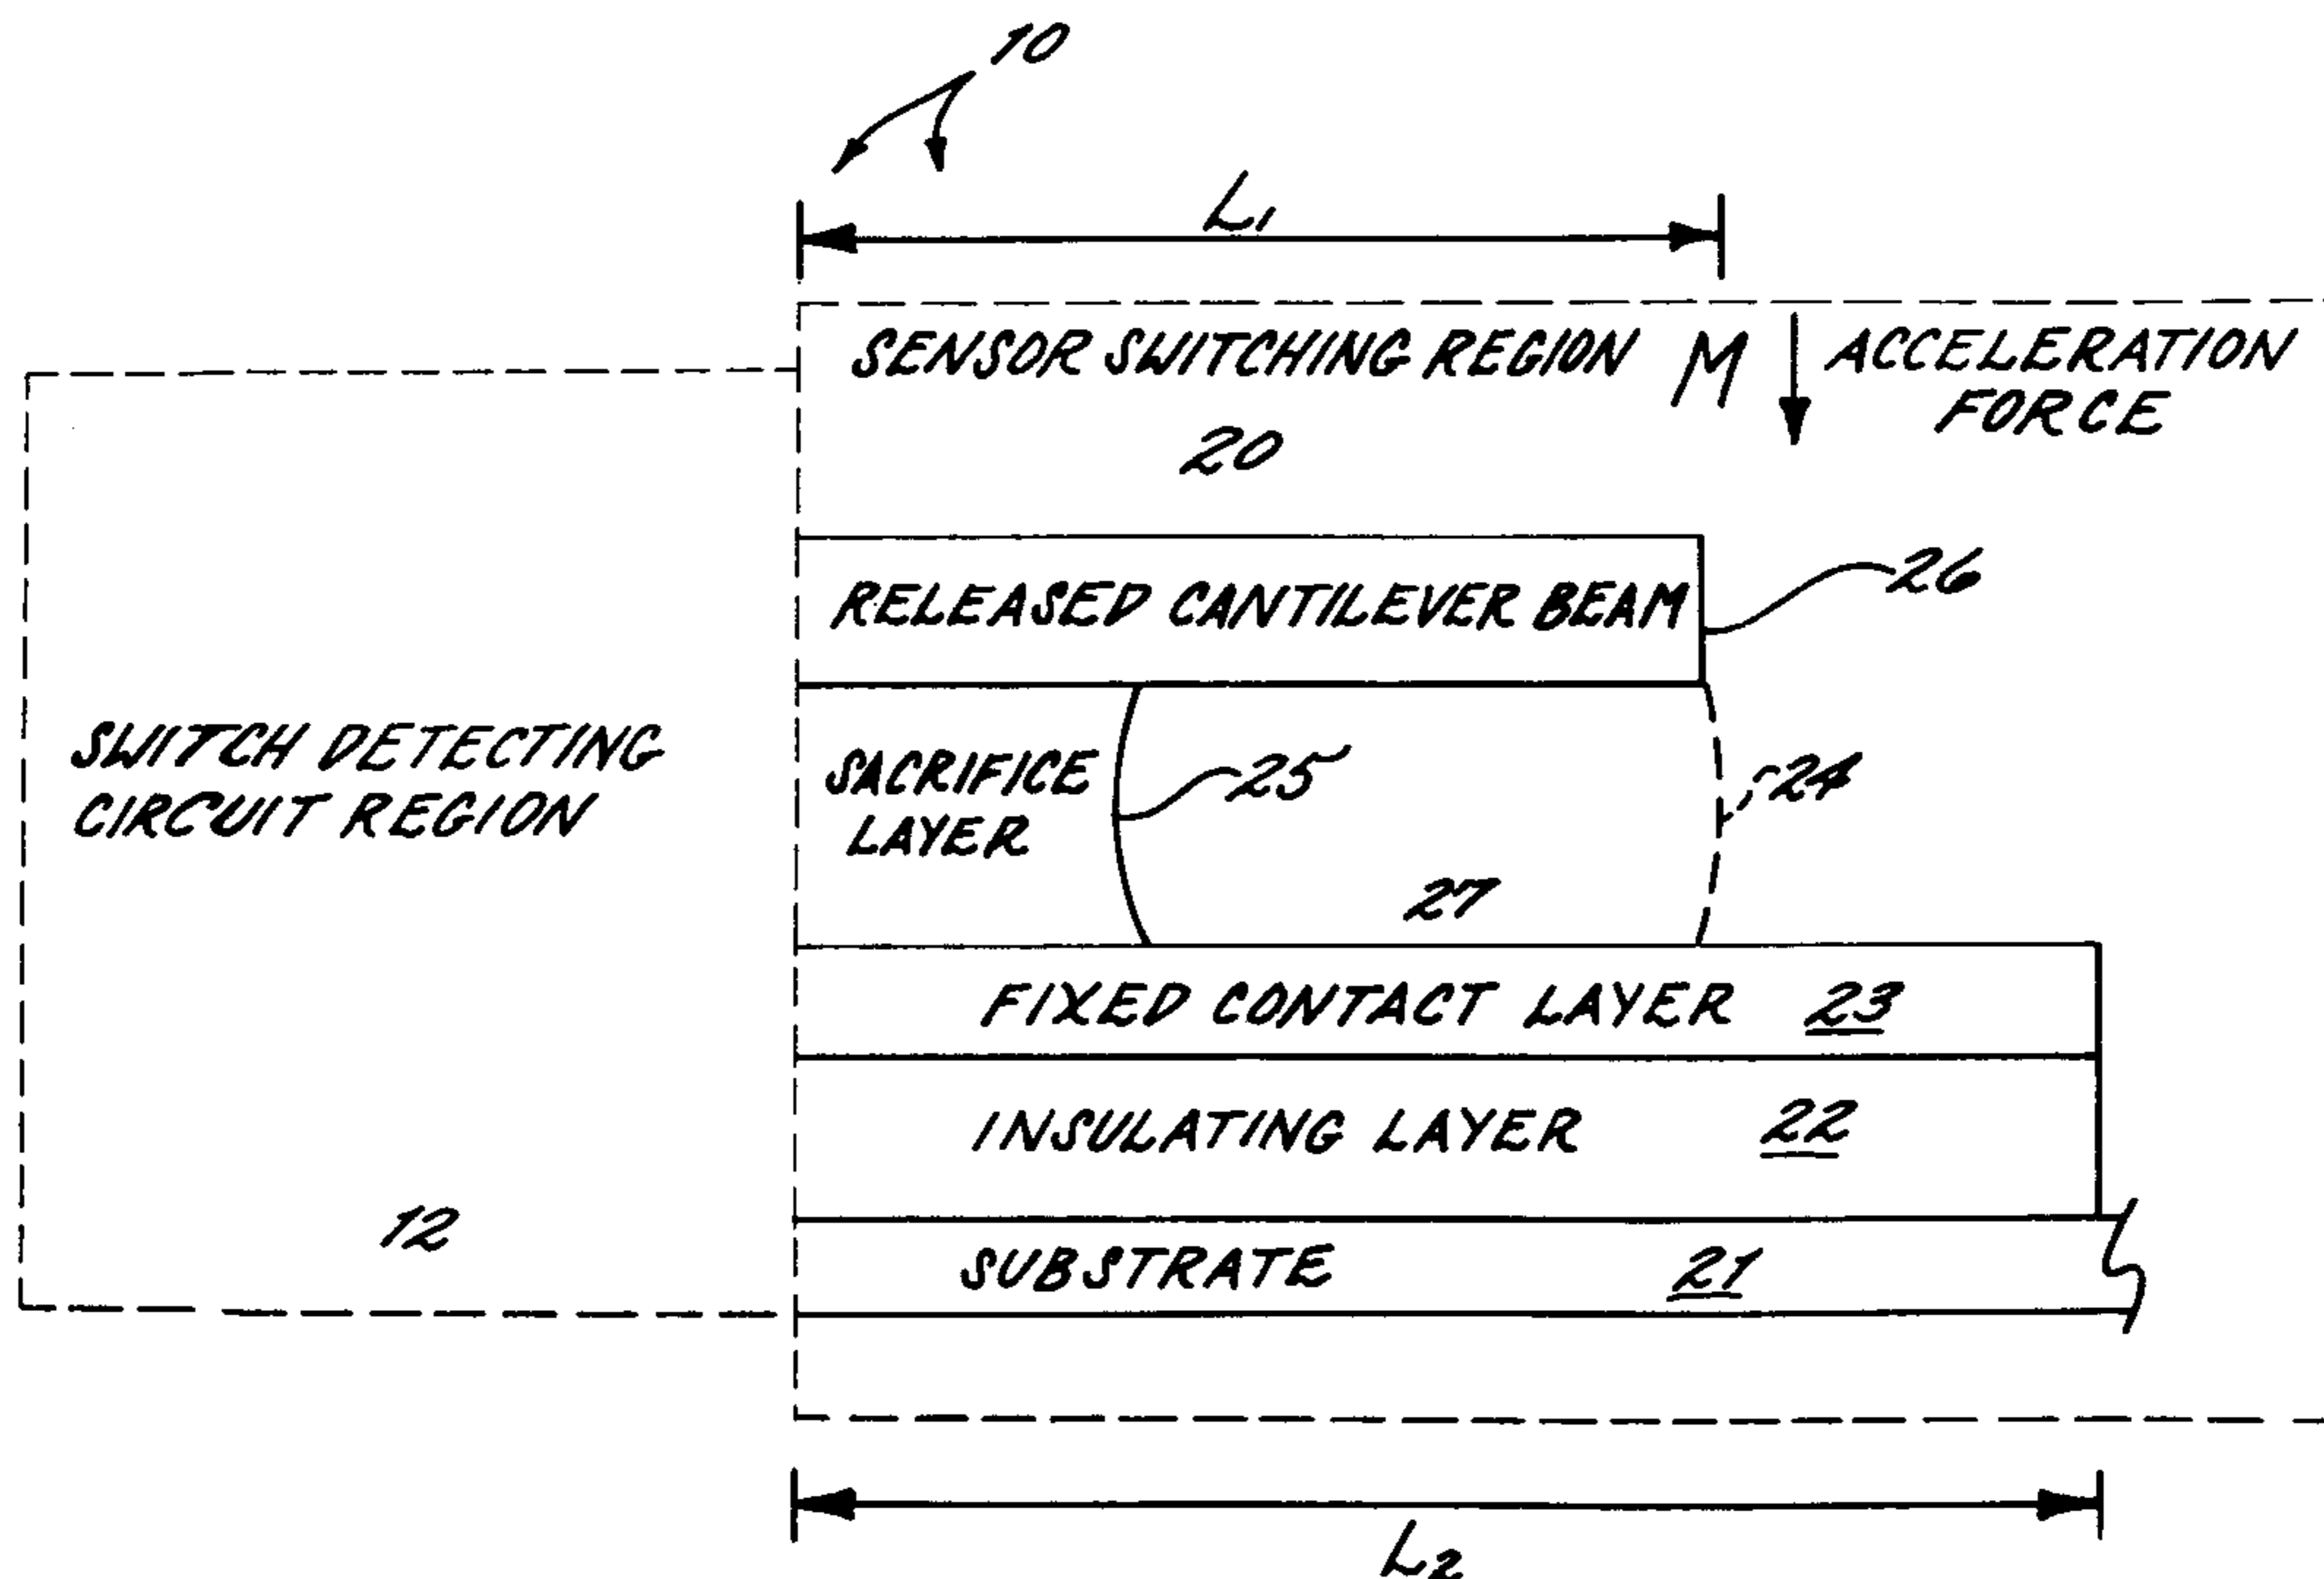 10
L1
SENSOR SWITCHING REGION M
ACCELERATION
FORCE
20
RELEASED CANTILEVER BEAM
26
SWITCH DETECTING
CIRCUIT REGION
SACRIFICE
LAYER
25
24
27
FIXED CONTACT LAYER 23
INSULATING LAYER 22
12
SUBSTRATE 21
L2